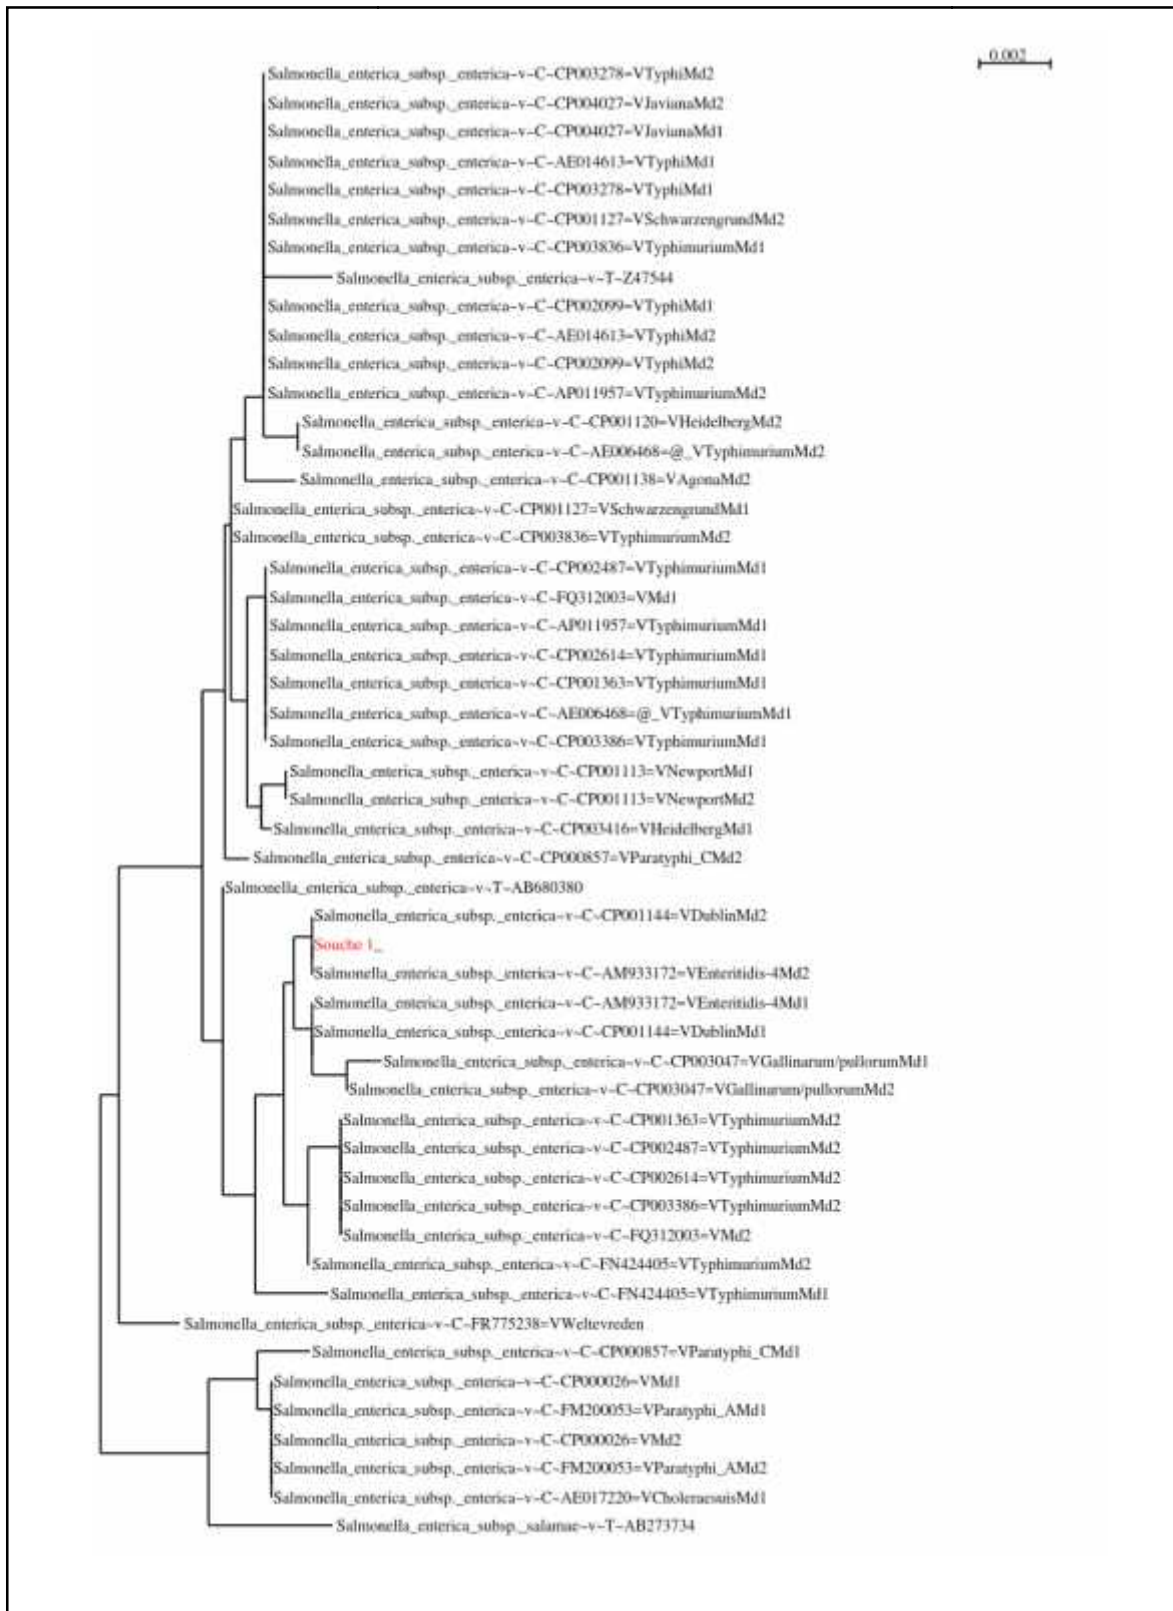 0.002
Salmonella_enterica_subsp._enterica~v~C~CP003278=VTyphiMd2
Salmonella_enterica_subsp._enterica~v~C~CP004027=VJavianaMd2
Salmonella_enterica_subsp._enterica~v~C~CP004027=VJavianaMd1
Salmonella_enterica_subsp._enterica~v~C~AE014613=VTyphiMd1
Salmonella_enterica_subsp._enterica~v~C~CP003278=VTyphiMd1
Salmonella_enterica_subsp._enterica~v~C~CP001127=VSchwarzengrundMd2
Salmonella_enterica_subsp._enterica~v~C~CP003836=VTyphimuriumMd1
Salmonella_enterica_subsp._enterica~v~T~Z47544
Salmonella_enterica_subsp._enterica~v~C~CP002099=VTyphiMd1
Salmonella_enterica_subsp._enterica~v~C~AE014613=VTyphiMd2
Salmonella_enterica_subsp._enterica~v~C~CP002099=VTyphiMd2
Salmonella_enterica_subsp._enterica~v~C~AP011957=VTyphimuriumMd2
Salmonella_enterica_subsp._enterica~v~C~CP001120=VHeidelbergMd2
Salmonella_enterica_subsp._enterica~v~C~AE006468=@_VTyphimuriumMd2
Salmonella_enterica_subsp._enterica~v~C~CP001138=VAgonaMd2
Salmonella_enterica_subsp._enterica~v~C~CP001127=VSchwarzengrundMd1
Salmonella_enterica_subsp._enterica~v~C~CP003836=VTyphimuriumMd2
Salmonella_enterica_subsp._enterica~v~C~CP002487=VTyphimuriumMd1
Salmonella_enterica_subsp._enterica~v~C~FQ312003=VMd1
Salmonella_enterica_subsp._enterica~v~C~AP011957=VTyphimuriumMd1
Salmonella_enterica_subsp._enterica~v~C~CP002614=VTyphimuriumMd1
Salmonella_enterica_subsp._enterica~v~C~CP001363=VTyphimuriumMd1
Salmonella_enterica_subsp._enterica~v~C~AE006468=@_VTyphimuriumMd1
Salmonella_enterica_subsp._enterica~v~C~CP003386=VTyphimuriumMd1
Salmonella_enterica_subsp._enterica~v~C~CP001113=VNewportMd1
Salmonella_enterica_subsp._enterica~v~C~CP001113=VNewportMd2
Salmonella_enterica_subsp._enterica~v~C~CP003416=VHeidelbergMd1
Salmonella_enterica_subsp._enterica~v~C~CP000857=VParatyphi_CMd2
Salmonella_enterica_subsp._enterica~v~T~AB680380
Salmonella_enterica_subsp._enterica~v~C~CP001144=VDublinMd2
Souche 1_
Salmonella_enterica_subsp._enterica~v~C~AM933172=VEnteritidis-4Md2
Salmonella_enterica_subsp._enterica~v~C~AM933172=VEnteritidis-4Md1
Salmonella_enterica_subsp._enterica~v~C~CP001144=VDublinMd1
Salmonella_enterica_subsp._enterica~v~C~CP003047=VGallinarum/pullorumMd1
Salmonella_enterica_subsp._enterica~v~C~CP003047=VGallinarum/pullorumMd2
Salmonella_enterica_subsp._enterica~v~C~CP001363=VTyphimuriumMd2
Salmonella_enterica_subsp._enterica~v~C~CP002487=VTyphimuriumMd2
Salmonella_enterica_subsp._enterica~v~C~CP002614=VTyphimuriumMd2
Salmonella_enterica_subsp._enterica~v~C~CP003386=VTyphimuriumMd2
Salmonella_enterica_subsp._enterica~v~C~FQ312003=VMd2
Salmonella_enterica_subsp._enterica~v~C~FN424405=VTyphimuriumMd2
Salmonella_enterica_subsp._enterica~v~C~FN424405=VTyphimuriumMd1
Salmonella_enterica_subsp._enterica~v~C~FR775238=VWeltevreden
Salmonella_enterica_subsp._enterica~v~C~CP000857=VParatyphi_CMd1
Salmonella_enterica_subsp._enterica~v~C~CP000026=VMd1
Salmonella_enterica_subsp._enterica~v~C~FM200053=VParatyphi_AMd1
Salmonella_enterica_subsp._enterica~v~C~CP000026=VMd2
Salmonella_enterica_subsp._enterica~v~C~FM200053=VParatyphi_AMd2
Salmonella_enterica_subsp._enterica~v~C~AE017220=VCholeraesuisMd1
Salmonella_enterica_subsp._salamae~v~T~AB273734